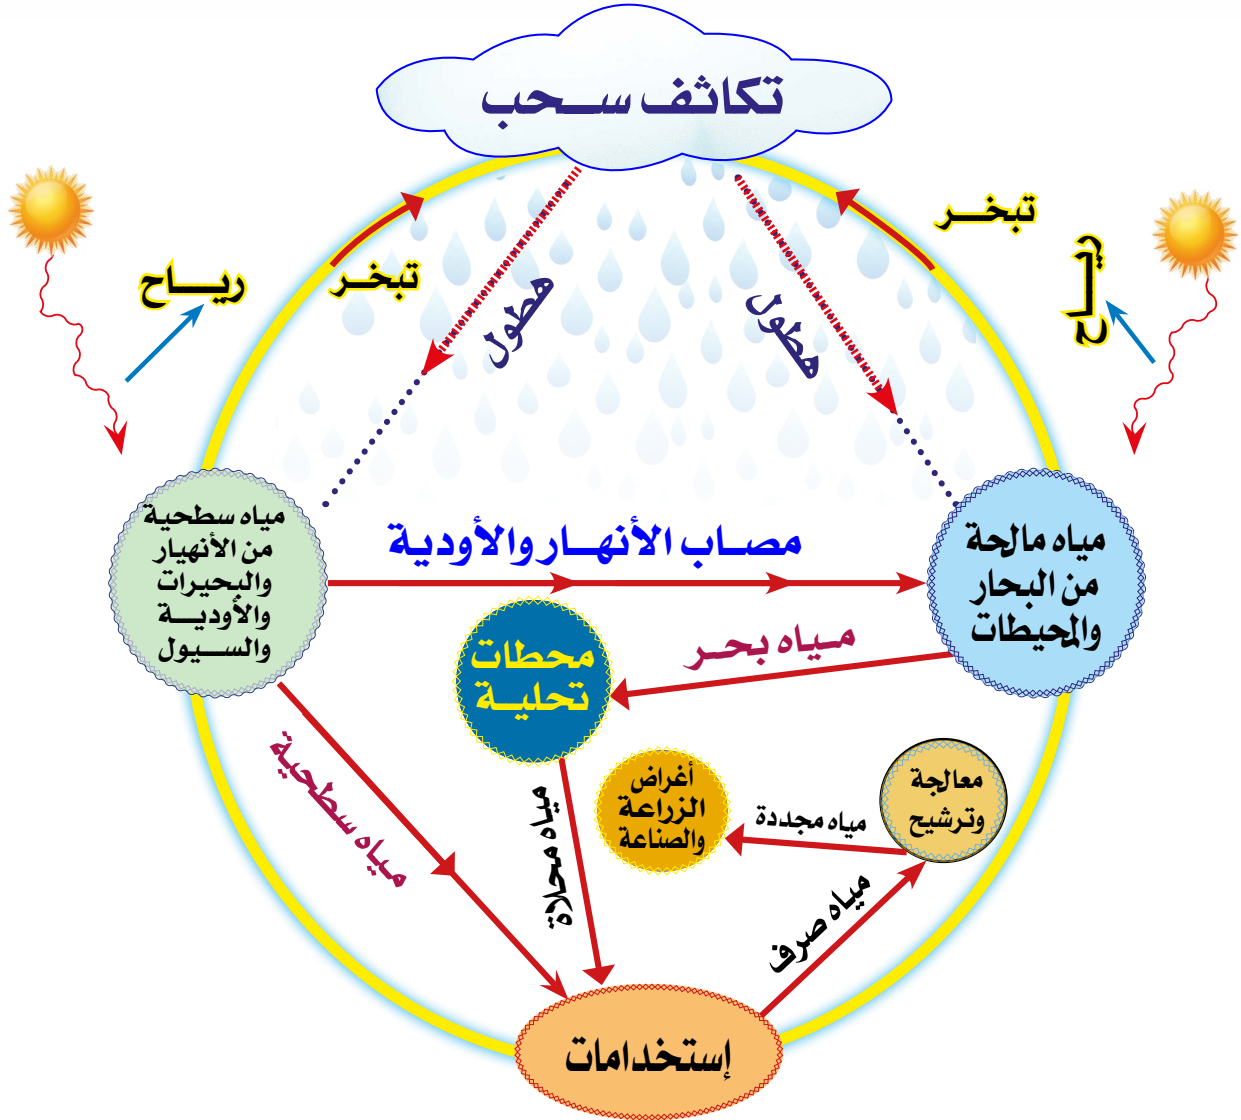 تكاثف سحب
تبخر
تبخر
رياح
رياح
هطول
هطول
مياه سطحية
من الأنهيار
والبحيرات
والأودية
والسيول
مصاب الأنهار والأودية
مياه مالحة
من البحار
والمحيطات
مياه بحر
محطات
تحلية
مياه سطحية
مياه محلاة
أغراض
الزراعة
والصناعة
مياه مجددة
معالجة
وترشيح
مياه صرف
إستخدامات